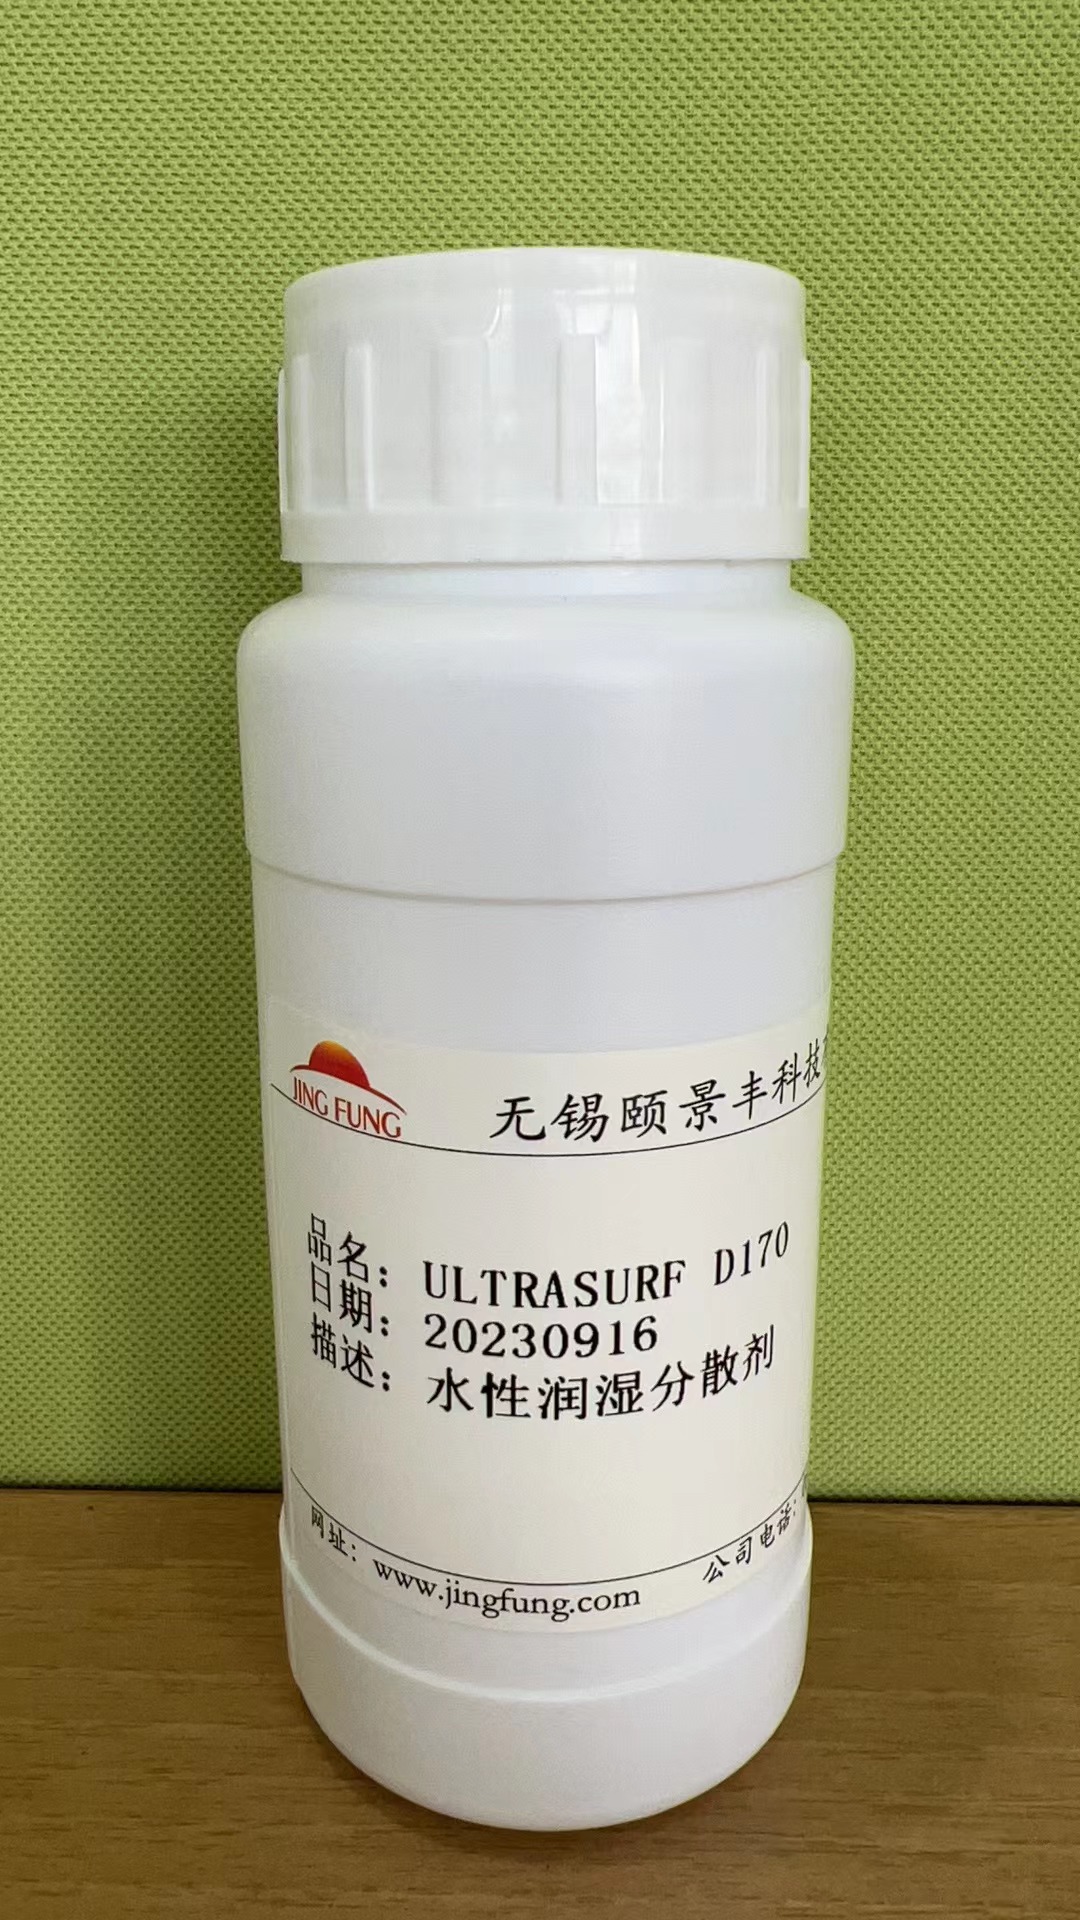 JING FUNG
无锡颐景丰科技
品名：ULTRASURF D170
日期：20230916
描述：水性润湿分散剂
网址：www.jingfung.com
公司电话：